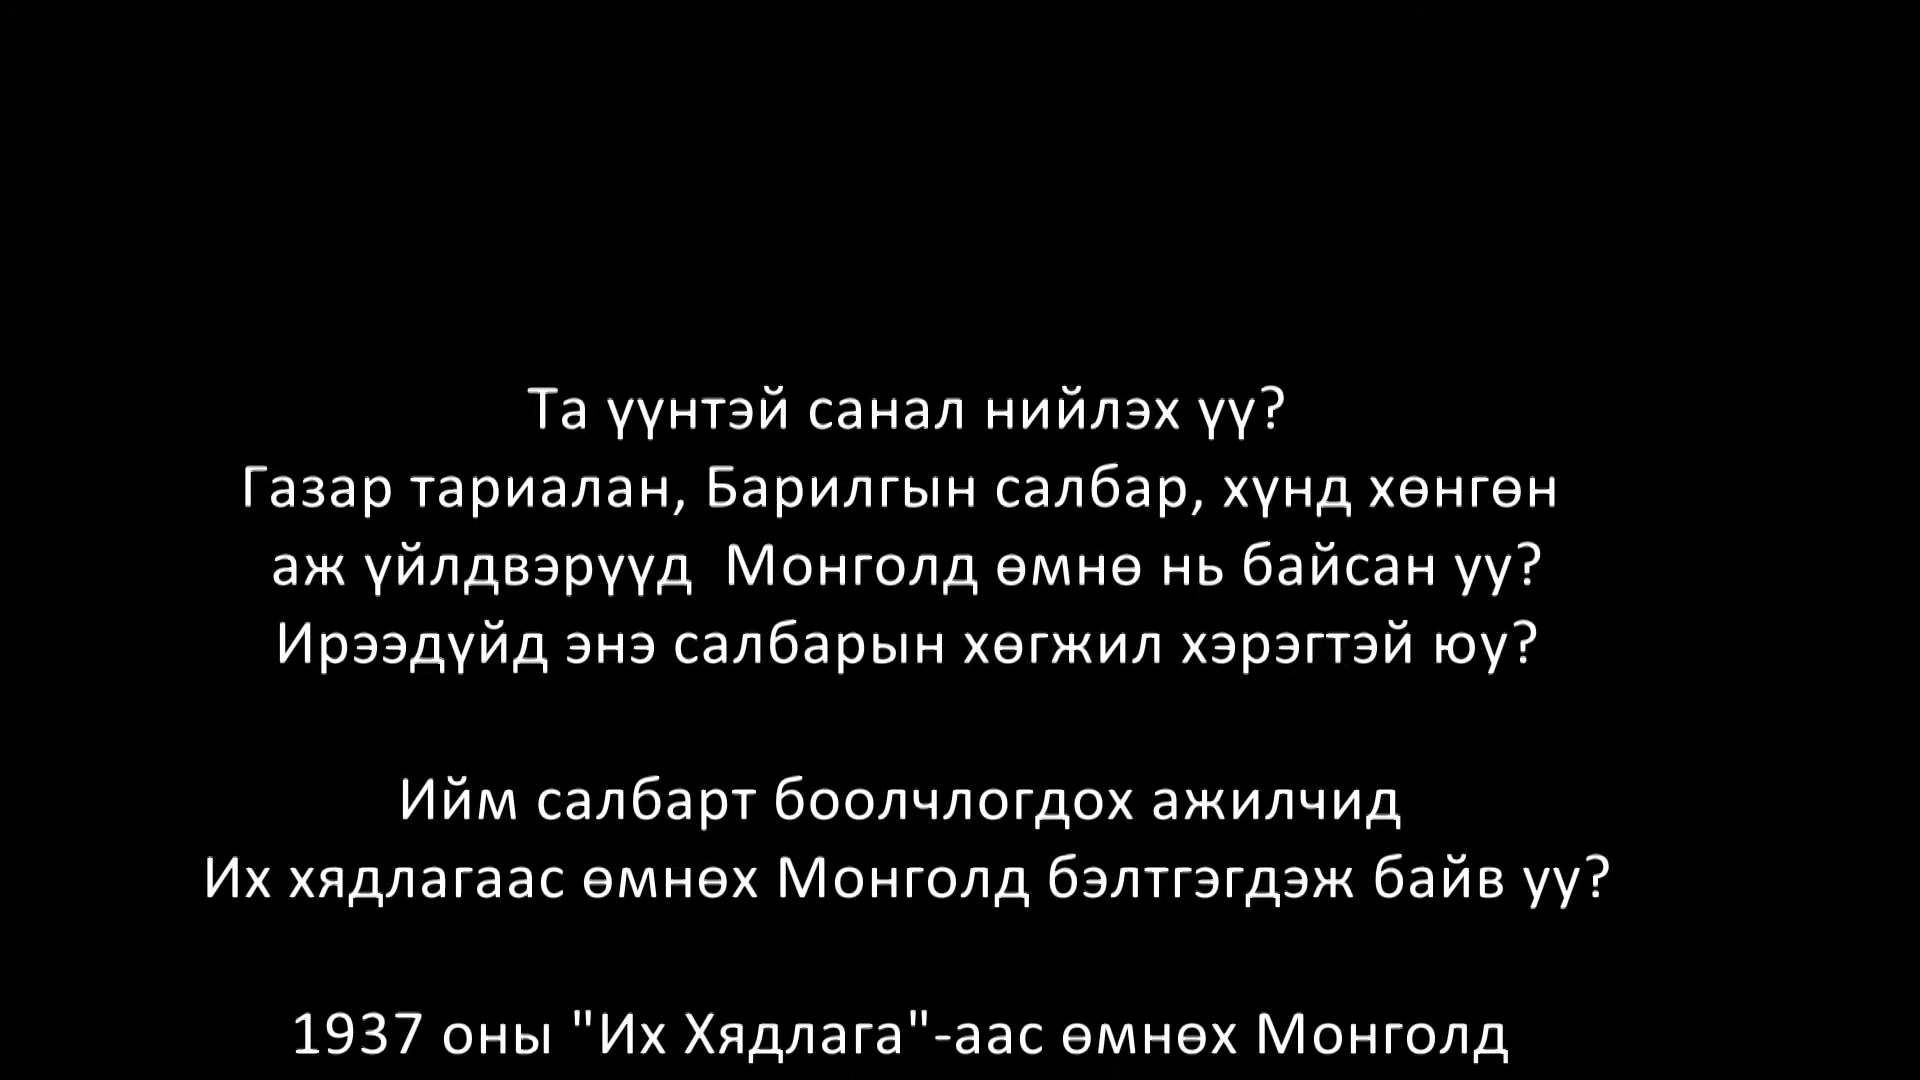 Та үүнтэй санал нийлэх үү?
Газар тариалан, Барилгын салбар, хүнд хөнгөн
аж үйлдвэрүүд  Монголд өмнө нь байсан уу?
Ирээдүйд энэ салбарын хөгжил хэрэгтэй юу?
Ийм салбарт боолчлогдох ажилчид
Их хядлагаас өмнөх Монголд бэлтгэгдэж байв уу?
1937 оны "Их Хядлага"-аас өмнөх Монголд